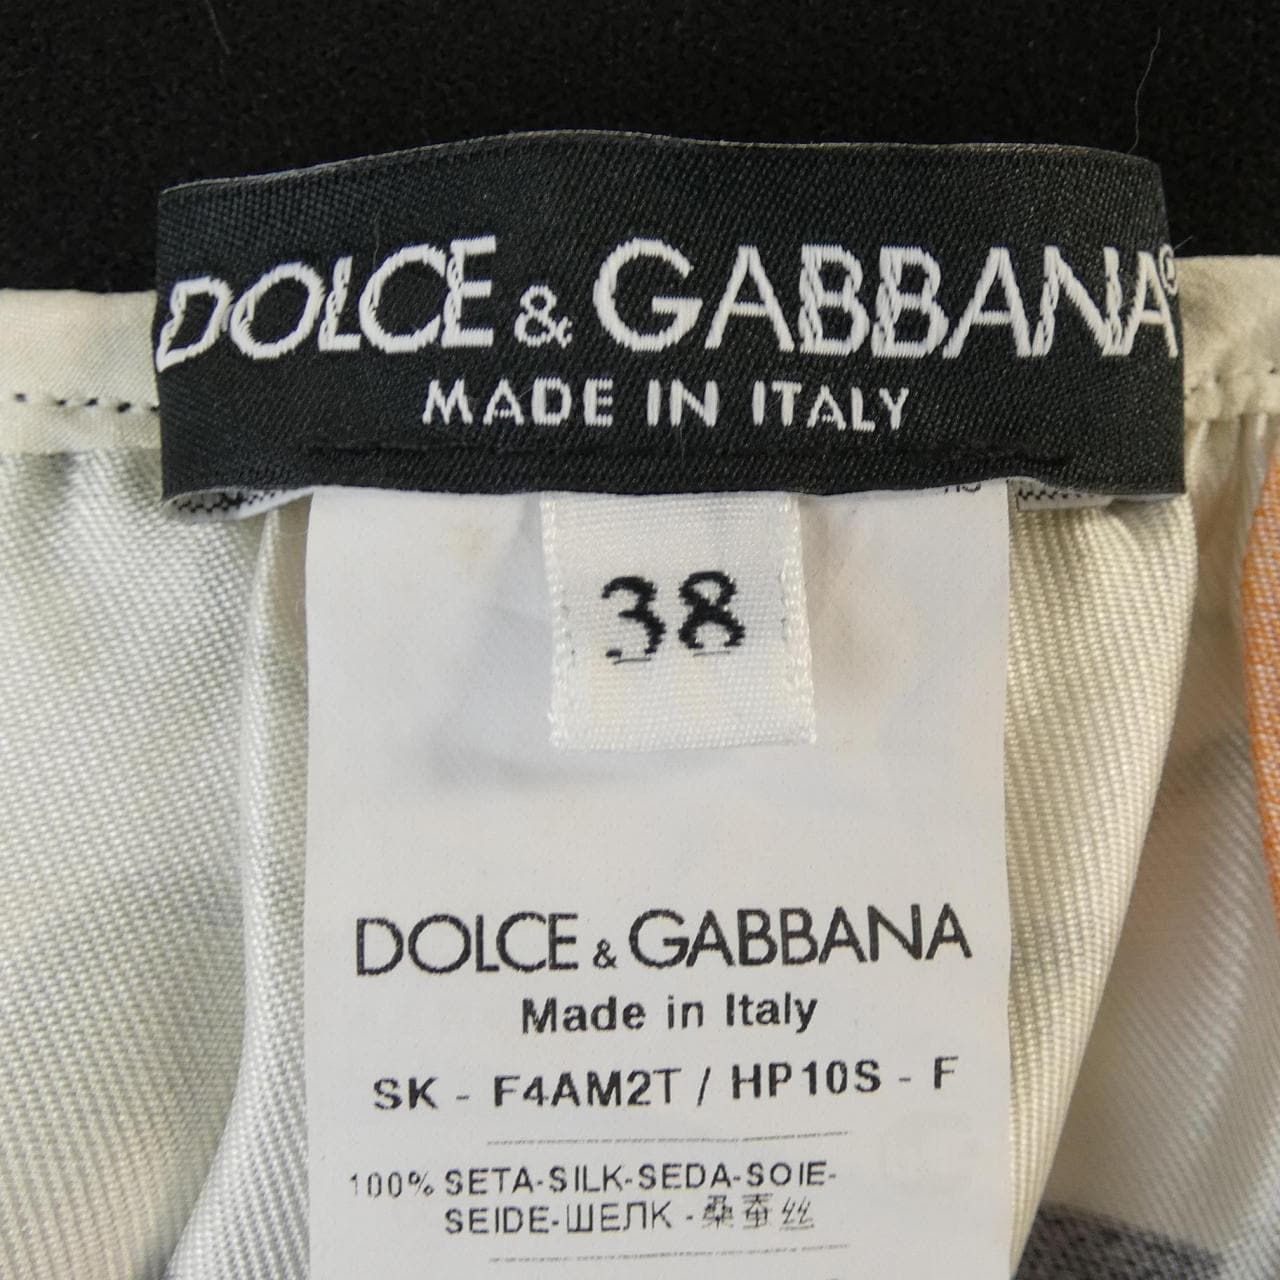 DOLCE & GABBANA®
MADE IN ITALY
38
DOLCE & GABBANA
Made in Italy
SK - F4AM2T / HP10S - F
100% SETA-SILK-SEDA-SOIE-
SEIDE-ШЕЛК-桑蚕丝